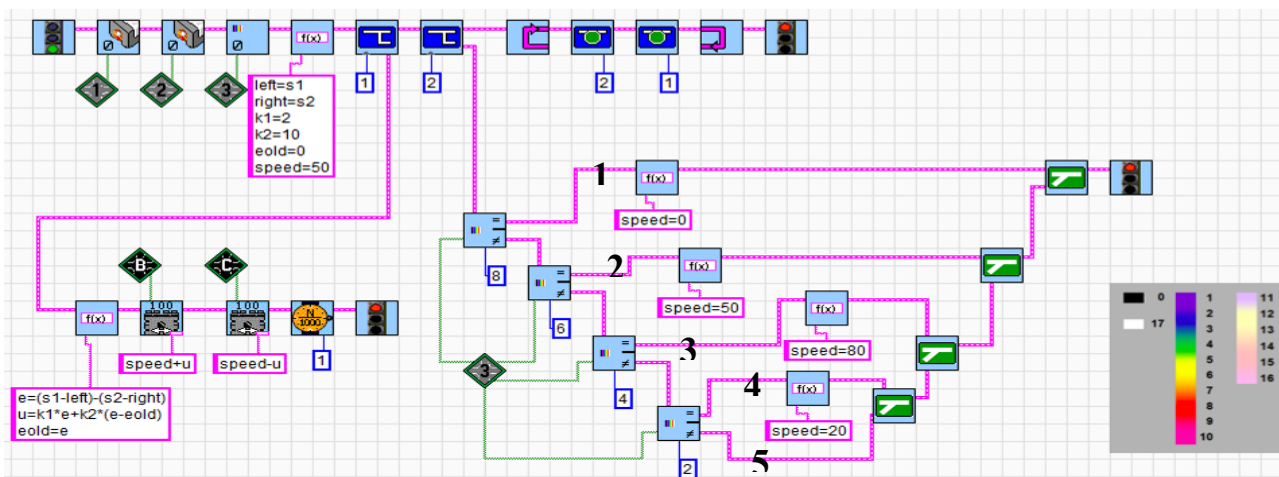 Ø
Ø
Ø
f(x)
1
2
3
left=s1
right=s2
k1=2
k2=10
eold=0
speed=50
1
2
2
1
1
f(x)
speed=0
=
≠
8
2
f(x)
speed=50
=
≠
6
3
f(x)
speed=80
=
≠
4
4
f(x)
speed=20
=
≠
2
5
3
B
C
f(x)
100
100
N
1000
speed+u
speed-u
1
e=(s1-left)-(s2-right)
u=k1*e+k2*(e-eold)
eold=e
0
17
1
2
3
4
5
6
7
8
9
10
11
12
13
14
15
16